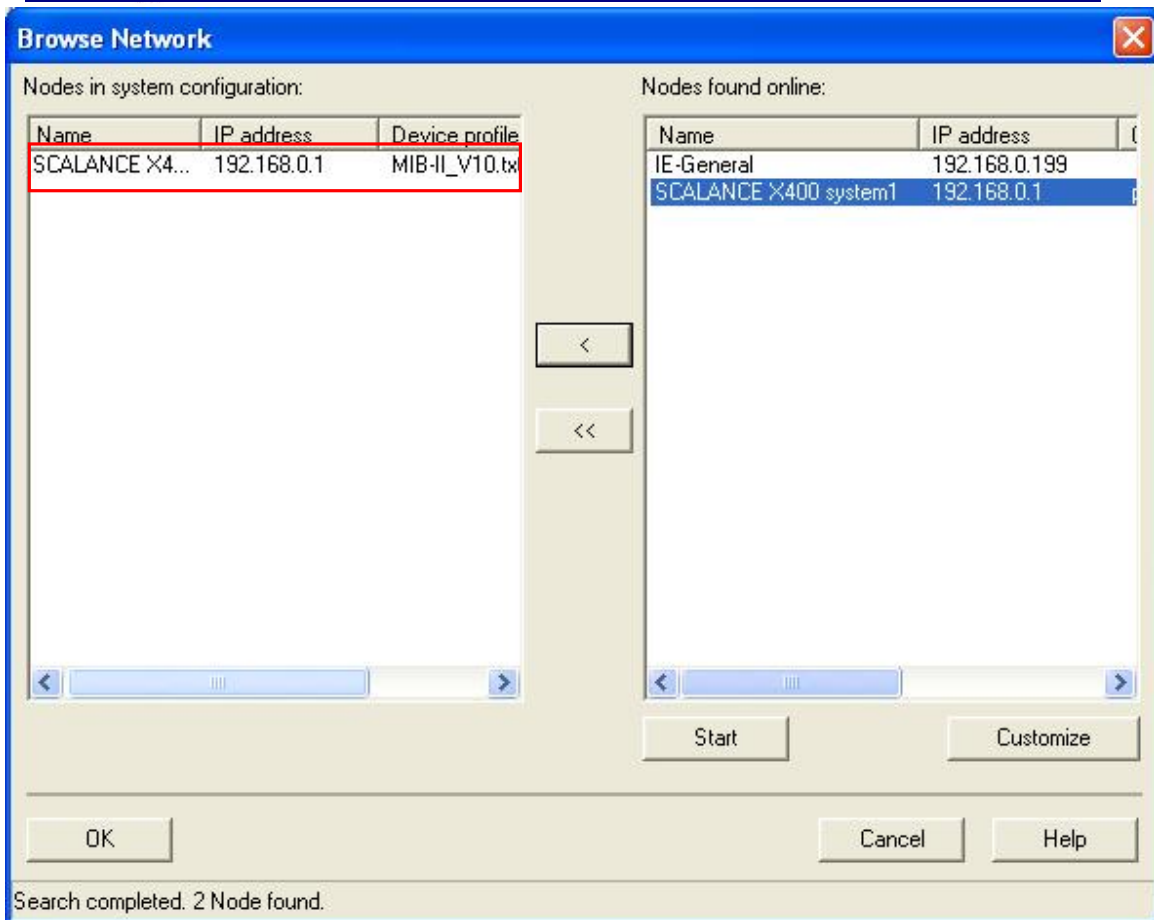 Browse Network
Nodes in system configuration:
Name IP address Device profile
SCALANCE X4... 192.168.0.1 MIB-II_V10.tx
Nodes found online:
Name IP address
IE-General 192.168.0.199
SCALANCE X400 system1 192.168.0.1
<
<<
Start Customize
OK Cancel Help
Search completed. 2 Node found.